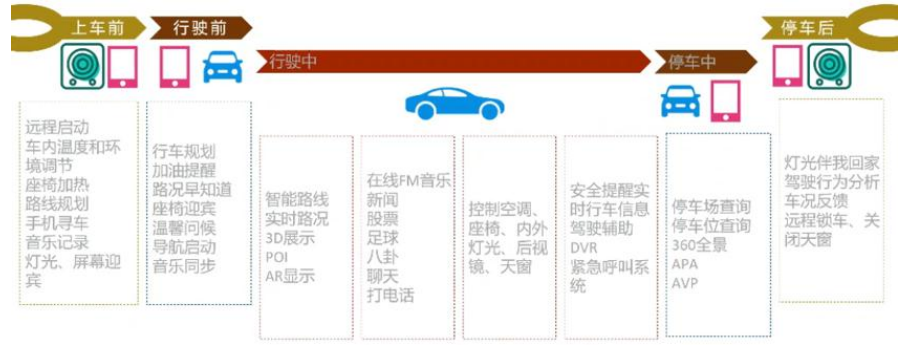 上车前
行驶前
行驶中
停车中
停车后
远程启动
车内温度和环
境调节
座椅加热
路线规划
手机寻车
音乐记录
灯光、屏幕迎
宾
行车规划
加油提醒
路况早知道
座椅迎宾
温馨问候
导航启动
音乐同步
智能路线
实时路况
3D展示
POI
AR显示
在线FM音乐
新闻
股票
足球
八卦
聊天
打电话
控制空调、
座椅、内外
灯光、后视
镜、天窗
安全提醒实
时行车信息
驾驶辅助
DVR
紧急呼叫系
统
停车场查询
停车位查询
360全景
APA
AVP
灯光伴我回家
驾驶行为分析
车况反馈
远程锁车、关
闭天窗